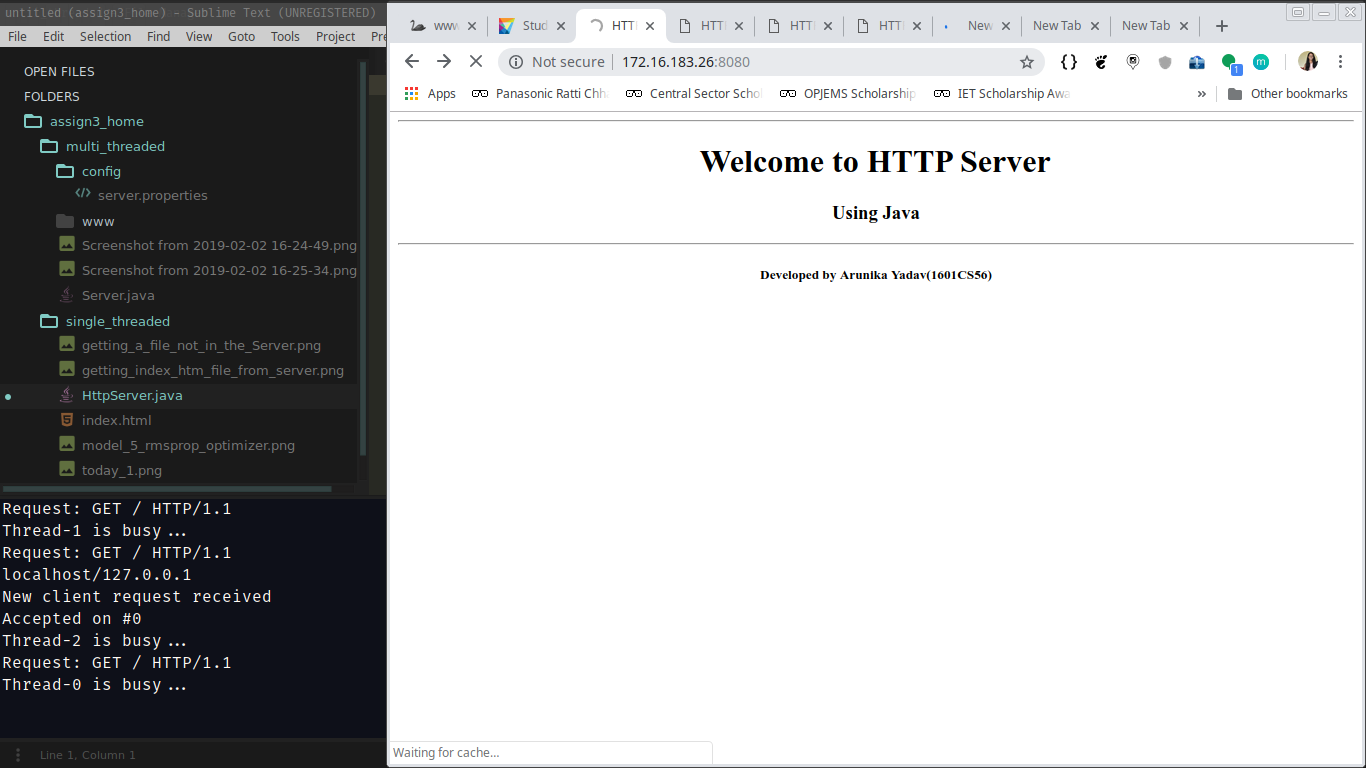 untitled (assign3_home) - Sublime Text (UNREGISTERED)
File Edit Selection Find View Goto Tools Project Pre
OPEN FILES
FOLDERS
assign3_home
multi_threaded
config
server.properties
www
Screenshot from 2019-02-02 16-24-49.png
Screenshot from 2019-02-02 16-25-34.png
Server.java
single_threaded
getting_a_file_not_in_the_Server.png
getting_index_htm_file_from_server.png
HttpServer.java
index.html
model_5_rmsprop_optimizer.png
today_1.png
Request: GET / HTTP/1.1
Thread-1 is busy...
Request: GET / HTTP/1.1
localhost/127.0.0.1
New client request received
Accepted on #0
Thread-2 is busy...
Request: GET / HTTP/1.1
Thread-0 is busy...
Line 1, Column 1
www Stud HTT HTT HTT HTT New New Tab New Tab
Not secure 172.16.183.26:8080
{} m 1
Apps Panasonic Ratti Chh Central Sector Schol OPJEMS Scholarship IET Scholarship Awa » Other bookmarks
Welcome to HTTP Server
Using Java
Developed by Arunika Yadav(1601CS56)
Waiting for cache...